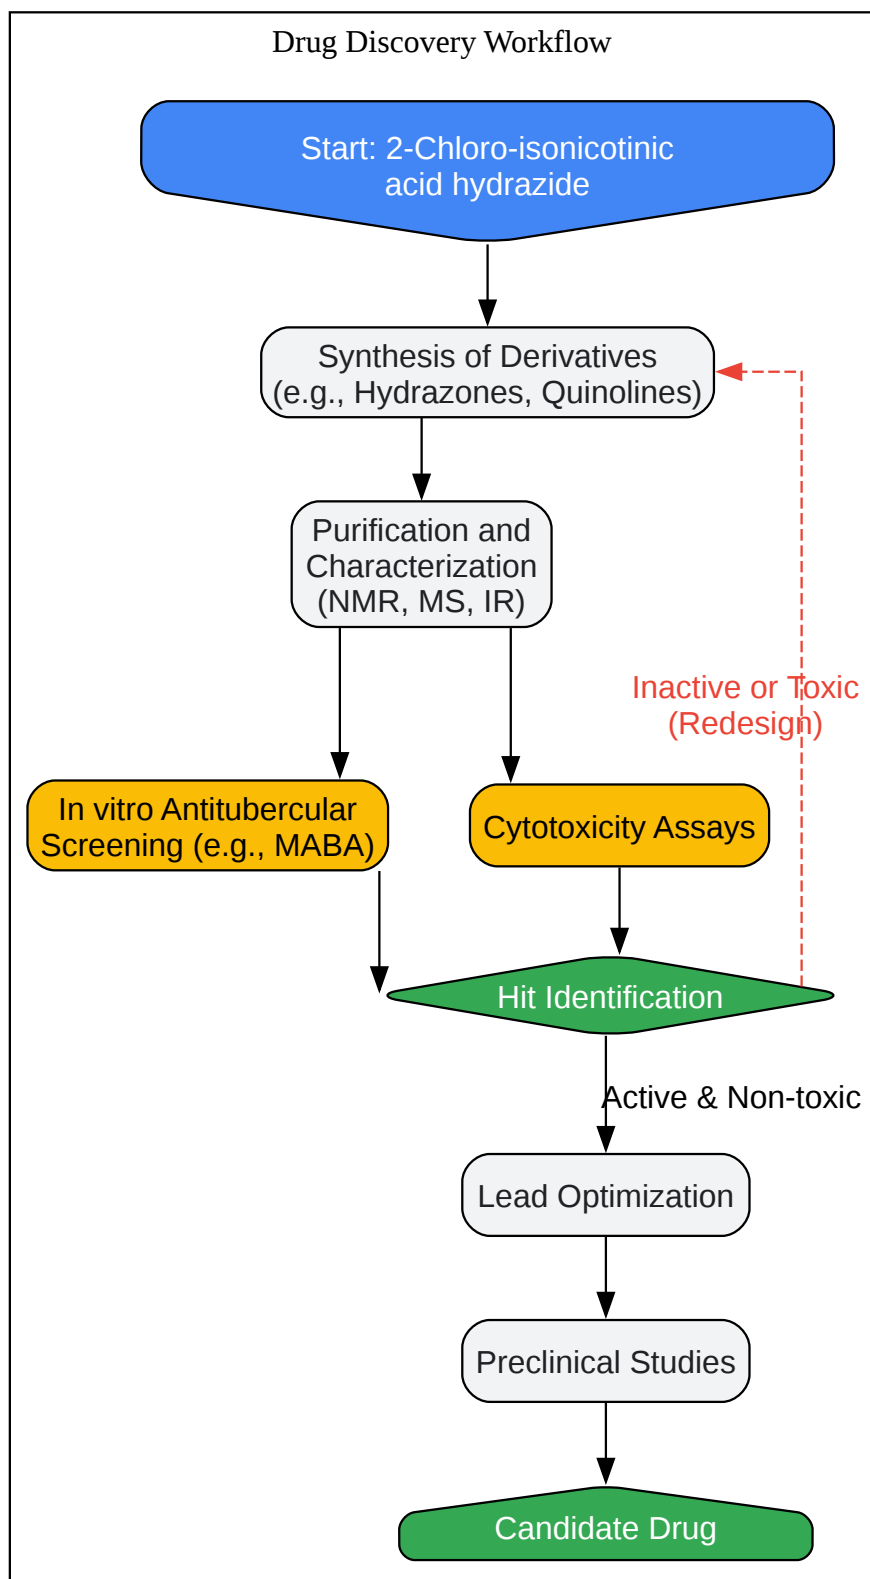 Drug Discovery Workflow
Start: 2-Chloro-isonicotinic
acid hydrazide
Synthesis of Derivatives
(e.g., Hydrazones, Quinolines)
Purification and
Characterization
(NMR, MS, IR)
Inactive or Toxic
(Redesign)
In vitro Antitubercular
Screening (e.g., MABA)
Cytotoxicity Assays
Hit Identification
Active & Non-toxic
Lead Optimization
Preclinical Studies
Candidate Drug